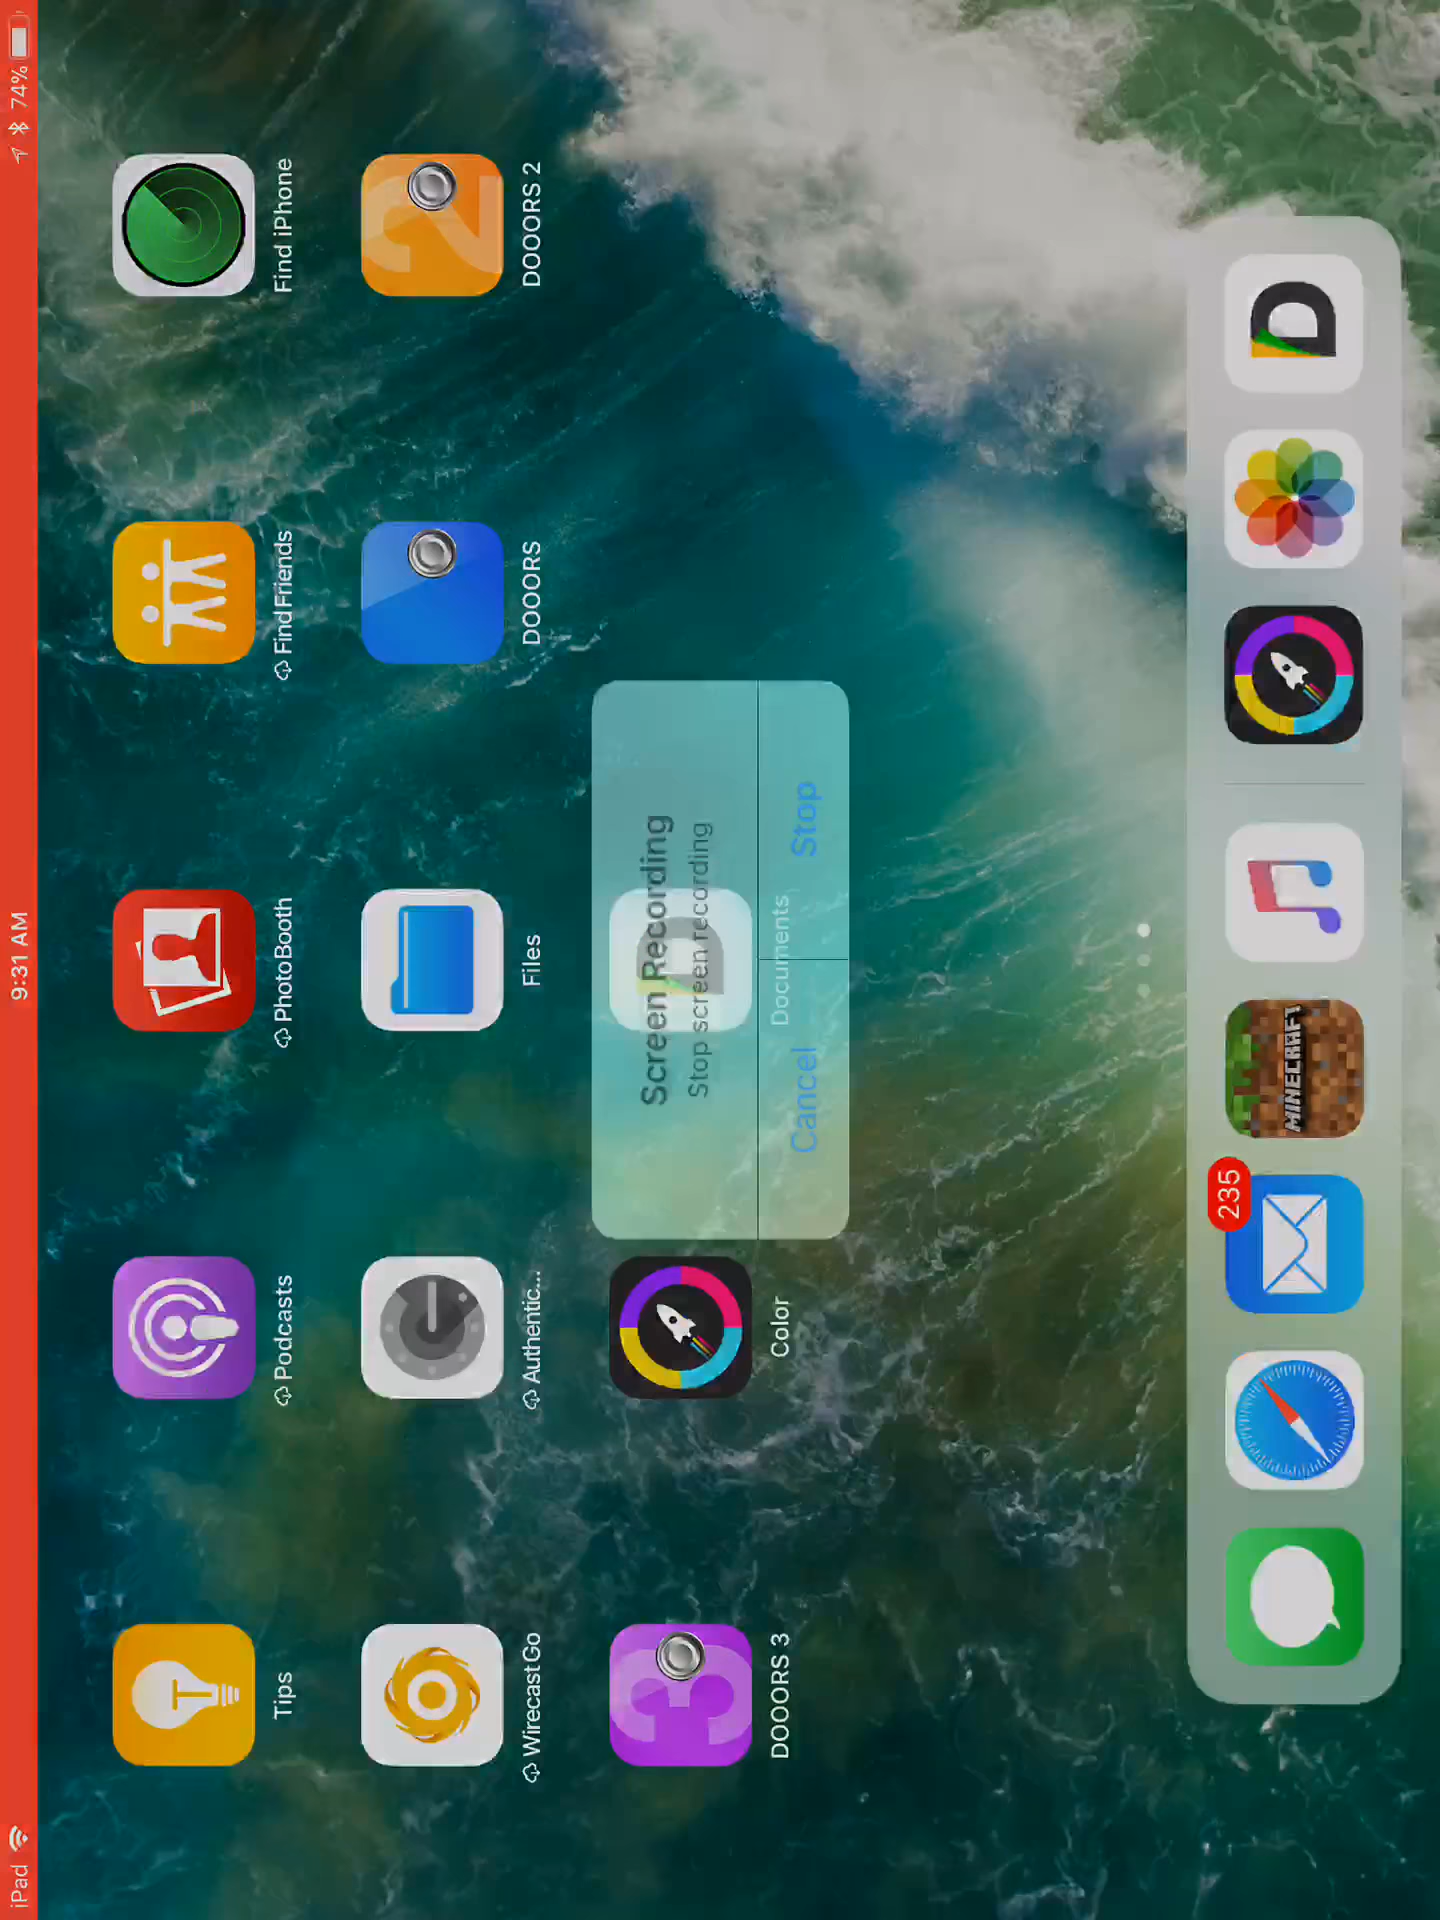 iPad
9:31 AM
74%
Tips
Podcasts
Photo Booth
Find Friends
Find iPhone
Wirecast Go
Authentic...
Files
DOOORS
DOOORS 2
DOOORS 3
Color
Documents
Screen Recording
Stop screen recording
Cancel
Stop
235
MINECRAFT